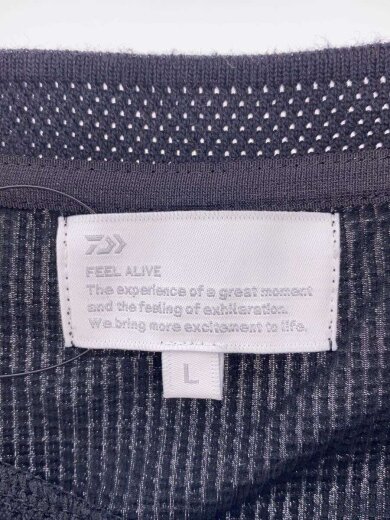 FEEL ALIVE
The experience of a great moment
and the feeling of exhilaration.
We bring more excitement to life.
L